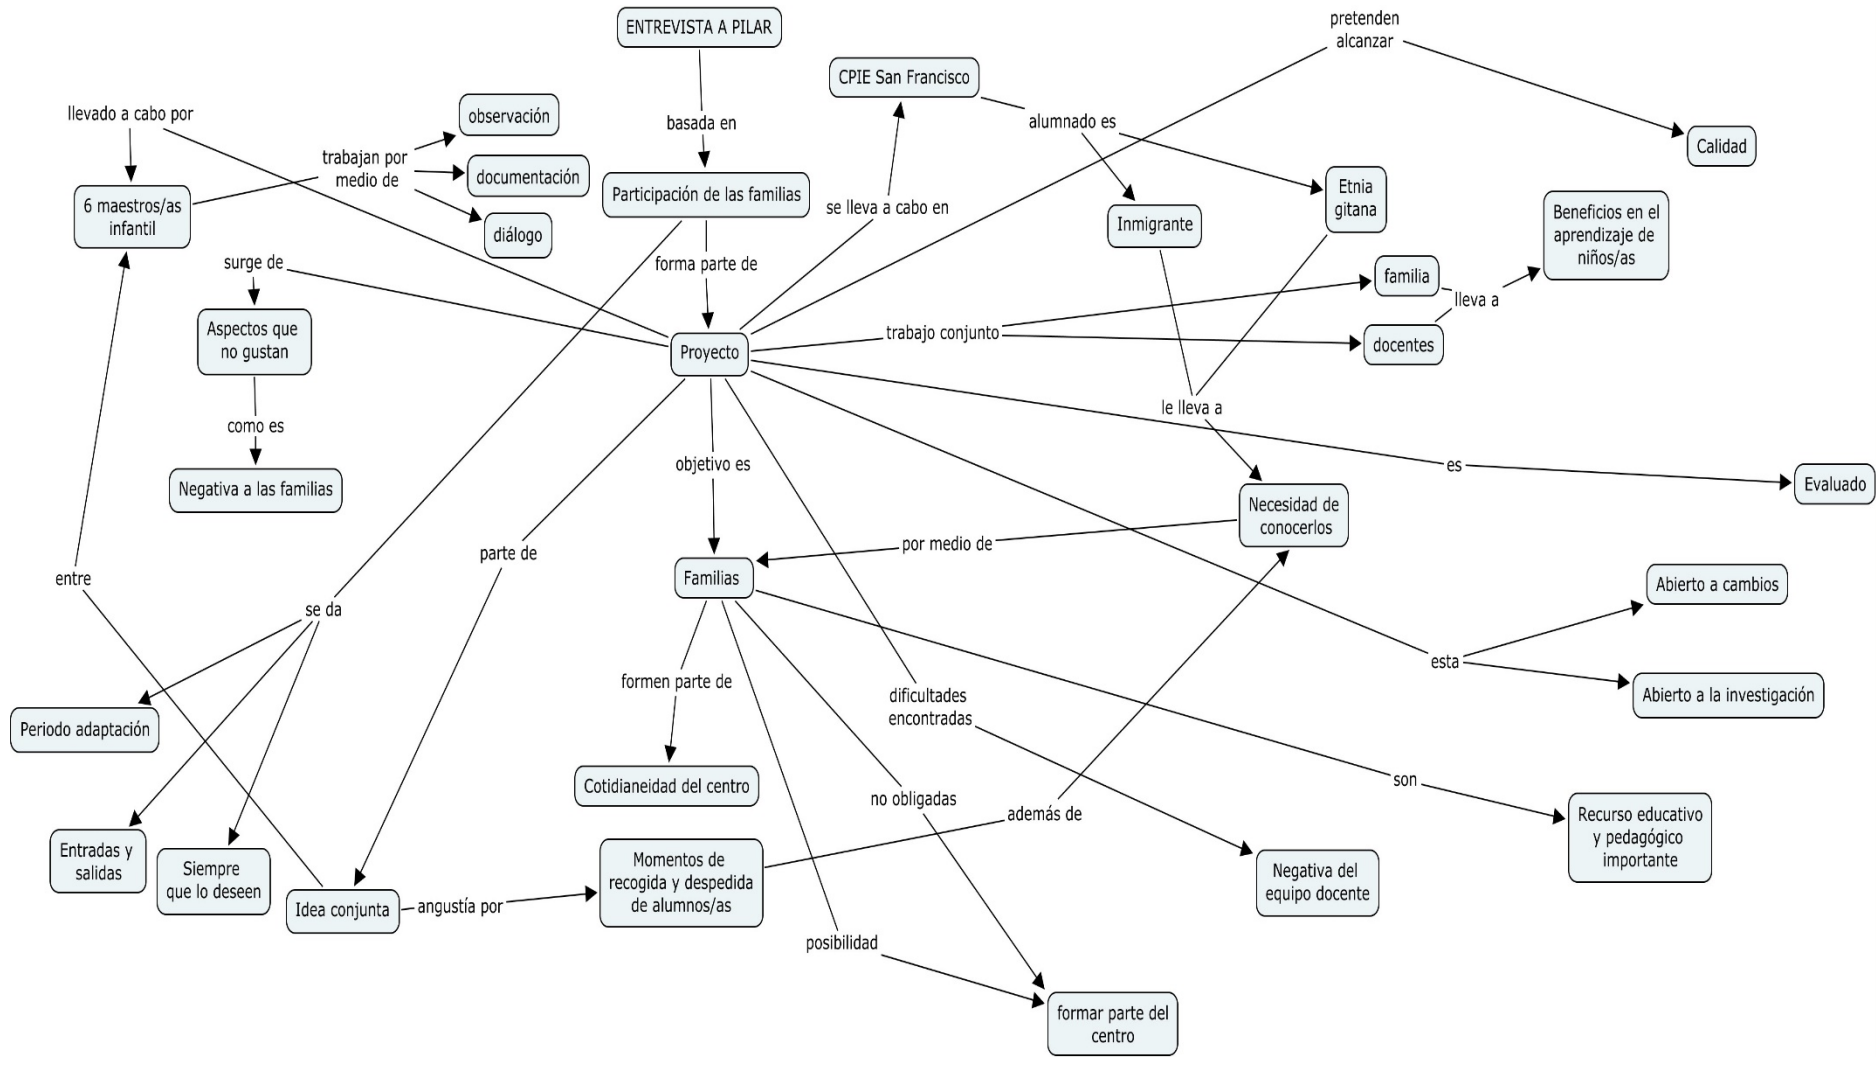 ENTREVISTA A PILAR
pretenden
alcanzar
CPIE San Francisco
llevado a cabo por
observación
basada en
alumnado es
Calidad
trabajan por
medio de
documentación
Participación de las familias
Etnia
gitana
6 maestros/as
infantil
diálogo
se lleva a cabo en
Inmigrante
Beneficios en el
aprendizaje de
niños/as
surge de
forma parte de
familia
lleva a
Aspectos que
no gustan
Proyecto
trabajo conjunto
docentes
como es
le lleva a
Negativa a las familias
objetivo es
es
Evaluado
Necesidad de
conocerlos
parte de
por medio de
entre
Familias
Abierto a cambios
se da
esta
Abierto a la investigación
formen parte de
dificultades
encontradas
Periodo adaptación
Cotidianeidad del centro
no obligadas
además de
son
Recurso educativo
y pedagógico
importante
Entradas y
salidas
Siempre
que lo deseen
Idea conjunta
angustía por
Momentos de
recogida y despedida
de alumnos/as
Negativa del
equipo docente
posibilidad
formar parte del
centro